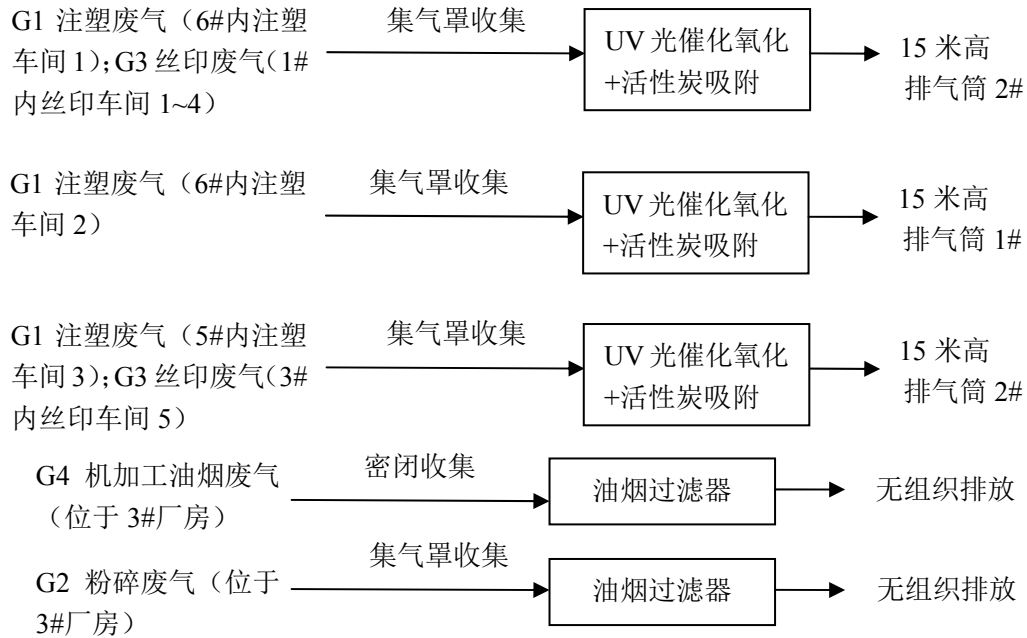 G1 注塑废气（6#内注塑
车间 1）；G3 丝印废气（1#
内丝印车间 1~4）
集气罩收集
UV 光催化氧化
+活性炭吸附
15 米高
排气筒 2#
G1 注塑废气（6#内注塑
车间 2）
集气罩收集
UV 光催化氧化
+活性炭吸附
15 米高
排气筒 1#
G1 注塑废气（5#内注塑
车间 3）；G3 丝印废气（3#
内丝印车间 5）
集气罩收集
UV 光催化氧化
+活性炭吸附
15 米高
排气筒 2#
G4 机加工油烟废气
（位于 3#厂房）
密闭收集
油烟过滤器
无组织排放
G2 粉碎废气（位于
3#厂房）
集气罩收集
油烟过滤器
无组织排放